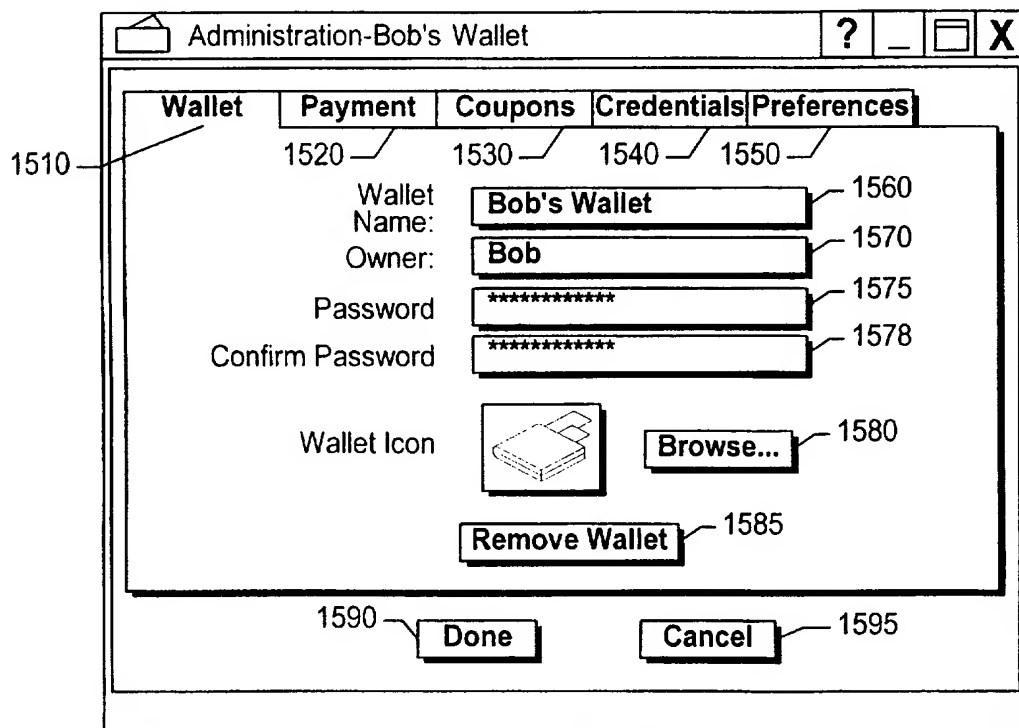 Administration-Bob's Wallet ? _ X
Wallet Payment Coupons Credentials Preferences
1510 1520 1530 1540 1550
Wallet Name: Bob's Wallet 1560
Owner: Bob 1570
Password ************ 1575
Confirm Password ************ 1578
Wallet Icon Browse... 1580
Remove Wallet 1585
1590 Done Cancel 1595